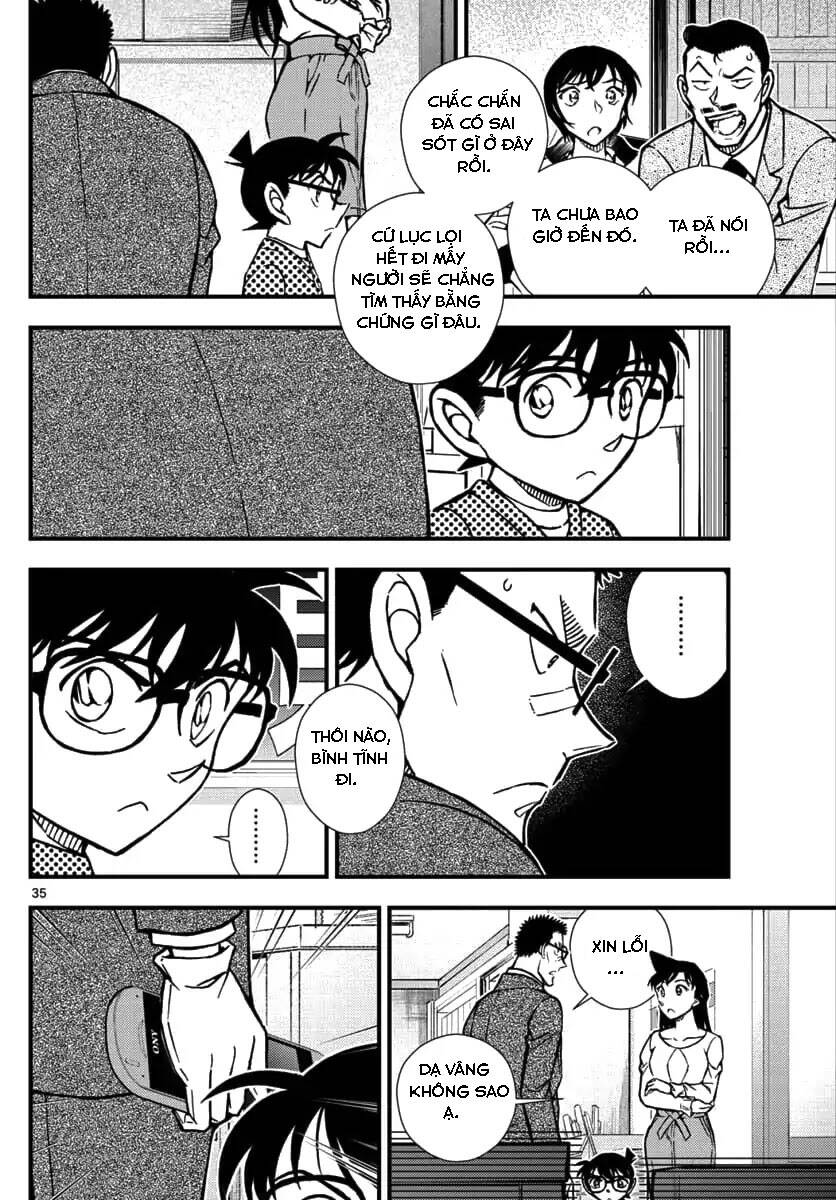 TA ĐÃ NÓI
RỒI...
TA CHƯA BAO
GIỜ ĐẾN ĐÓ.
CHẮC CHẮN
ĐÃ CÓ SAI
SÓT GÌ Ở ĐÂY
RỒI.
CỨ LỤC LỌI
HẾT ĐI MẤY
NGƯỜI SẼ CHẲNG
TÌM THẤY BẰNG
CHỨNG GÌ ĐÂU.
........
THÔI NÀO,
BÌNH TĨNH
ĐI.
........
35
XIN LỖI
...
DẠ VÂNG
KHÔNG SAO
Ạ.
ONY